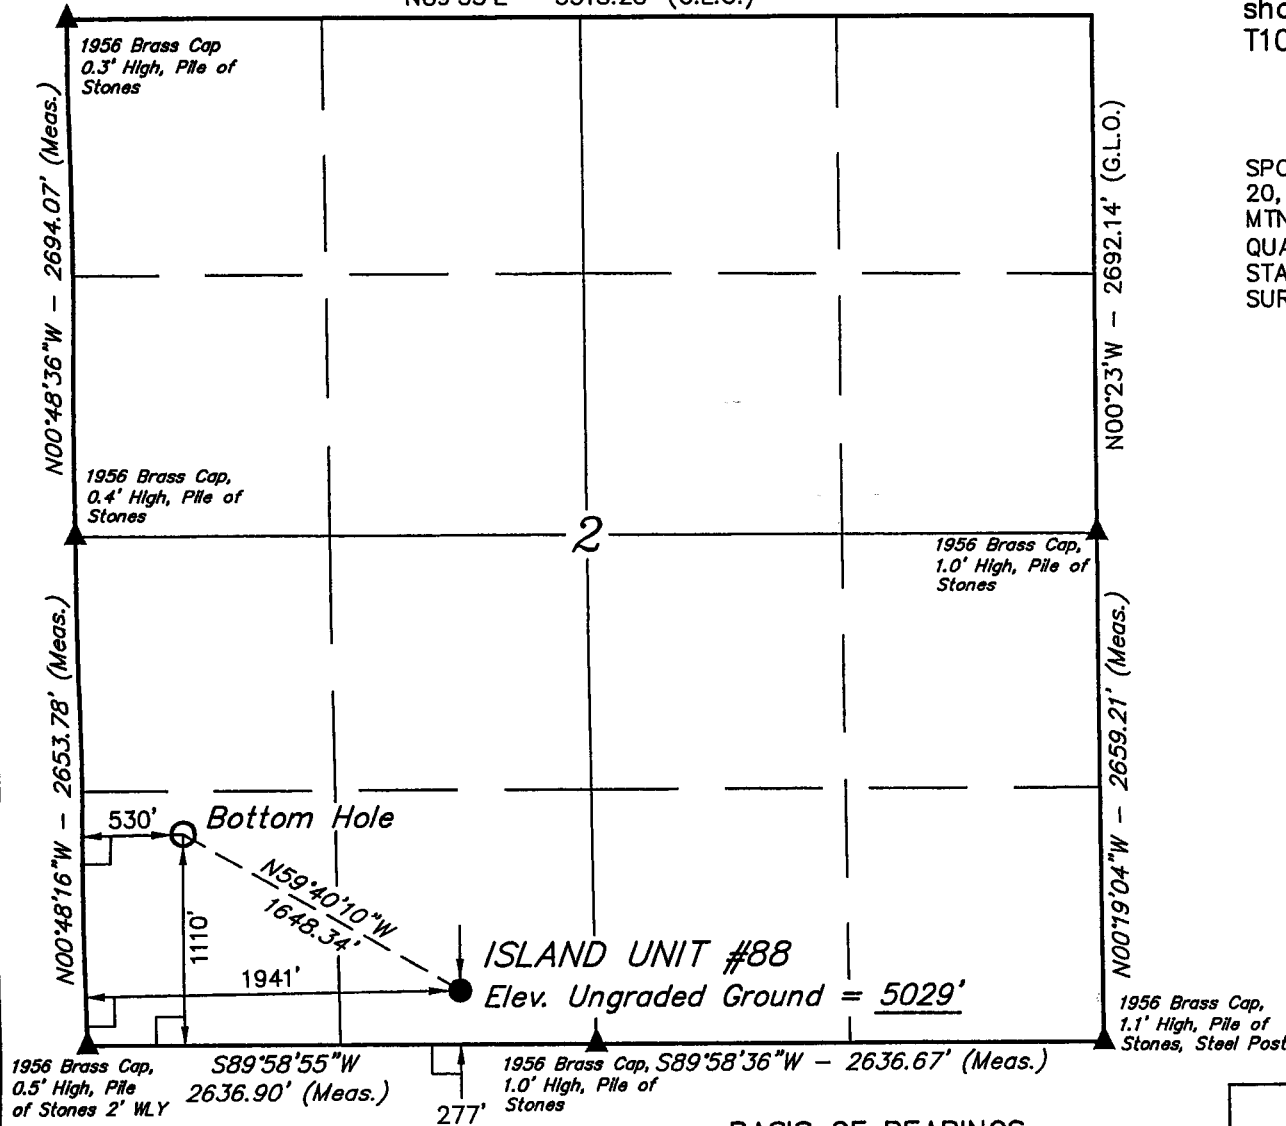 sho
T10
1956 Brass Cap
0.3' High, Pile of
Stones
N00°48'36"W – 2694.07' (Meas.)
N00°23'W – 2692.14' (G.L.O.)
SPO
20,
MTN
QUA
STA
SUR
1956 Brass Cap,
0.4' High, Pile of
Stones
2
1956 Brass Cap,
1.0' High, Pile of
Stones
N00°48'16"W – 2653.78' (Meas.)
N00°19'04"W – 2659.21' (Meas.)
530'
Bottom Hole
N59°40'10"W
1648.34'
1110'
1941'
ISLAND UNIT #88
Elev. Ungraded Ground = 5029'
1956 Brass Cap,
1.1' High, Pile of
Stones, Steel Post
1956 Brass Cap,
0.5' High, Pile
of Stones 2' WLY
S89°58'55"W
2636.90' (Meas.)
277'
1956 Brass Cap,
1.0' High, Pile of
Stones
S89°58'36"W – 2636.67' (Meas.)